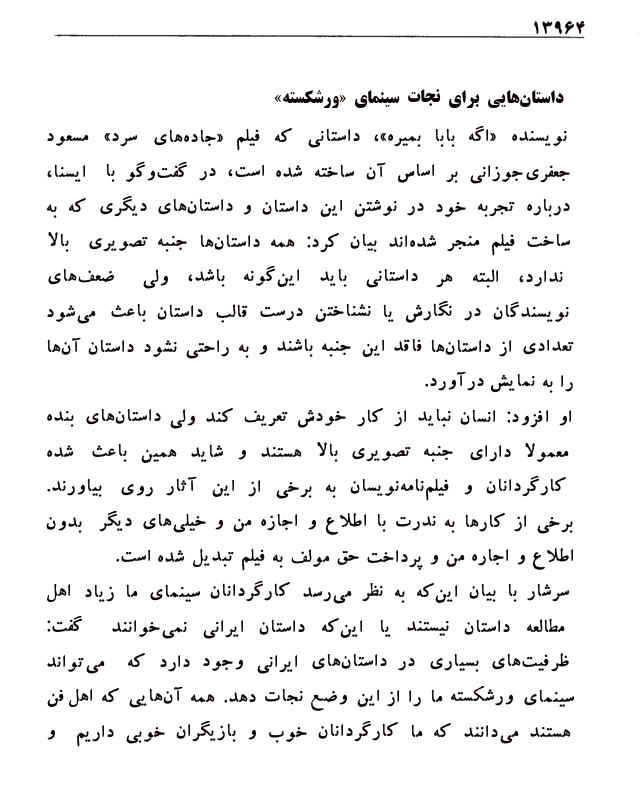 ۱۳۹۶۴
داستان‌هایی برای نجات سینمای «ورشکسته»
نویسنده «اگه بابا بمیره»، داستانی که فیلم «جاده‌های سرد» مسعود
جعفری‌جوزانی بر اساس آن ساخته شده است، در گفت‌وگو با ایسنا،
درباره تجربه خود در نوشتن این داستان و داستان‌های دیگری که به
ساخت فیلم منجر شده‌اند بیان کرد: همه داستان‌ها جنبه تصویری بالا
ندارد، البته هر داستانی باید این‌گونه باشد، ولی ضعف‌های
نویسندگان در نگارش یا نشناختن درست قالب داستان باعث می‌شود
تعدادی از داستان‌ها فاقد این جنبه باشند و به راحتی نشود داستان آن‌ها
را به نمایش درآورد.
او افزود: انسان نباید از کار خودش تعریف کند ولی داستان‌های بنده
معمولا دارای جنبه تصویری بالا هستند و شاید همین باعث شده
کارگردانان و فیلم‌نامه‌نویسان به برخی از این آثار روی بیاورند.
برخی از کارها به ندرت با اطلاع و اجازه من و خیلی‌های دیگر بدون
اطلاع و اجاره من و پرداخت حق مولف به فیلم تبدیل شده است.
سرشار با بیان این‌که به نظر می‌رسد کارگردانان سینمای ما زیاد اهل
مطالعه داستان نیستند یا این‌که داستان ایرانی نمی‌خوانند گفت:
ظرفیت‌های بسیاری در داستان‌های ایرانی وجود دارد که می‌تواند
سینمای ورشکسته ما را از این وضع نجات دهد. همه آن‌هایی که اهل فن
هستند می‌دانند که ما کارگردانان خوب و بازیگران خوبی داریم و